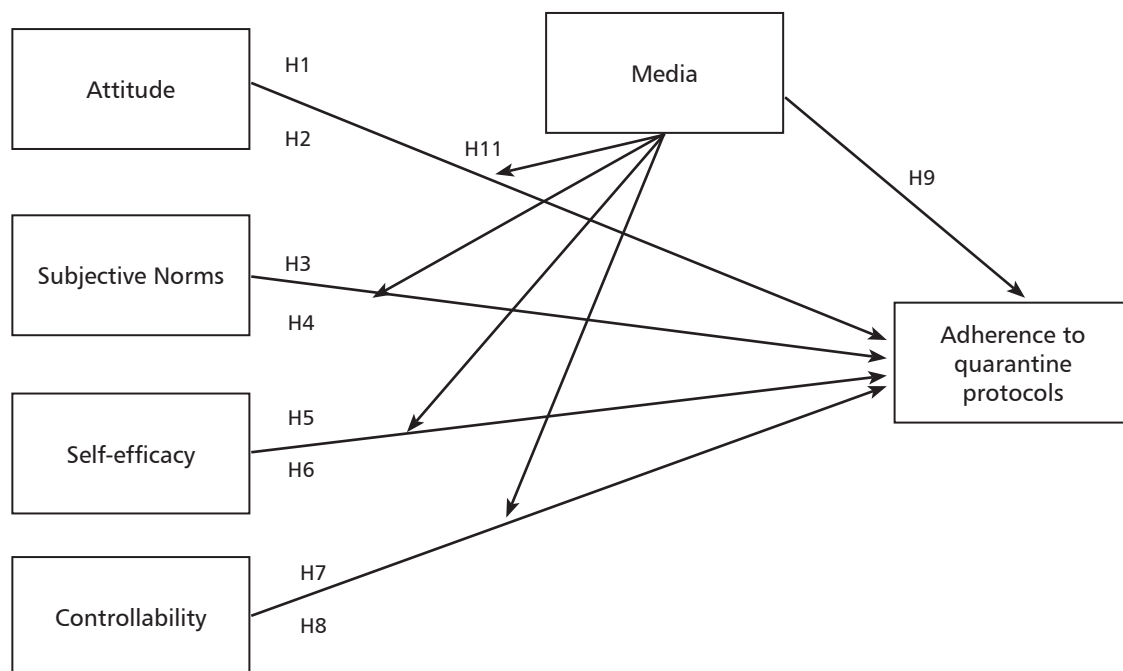 Media
H1
Attitude
H2
H11
H9
H3
Subjective Norms
H4
Adherence to
quarantine
protocols
H5
Self-efficacy
H6
H7
Controllability
H8